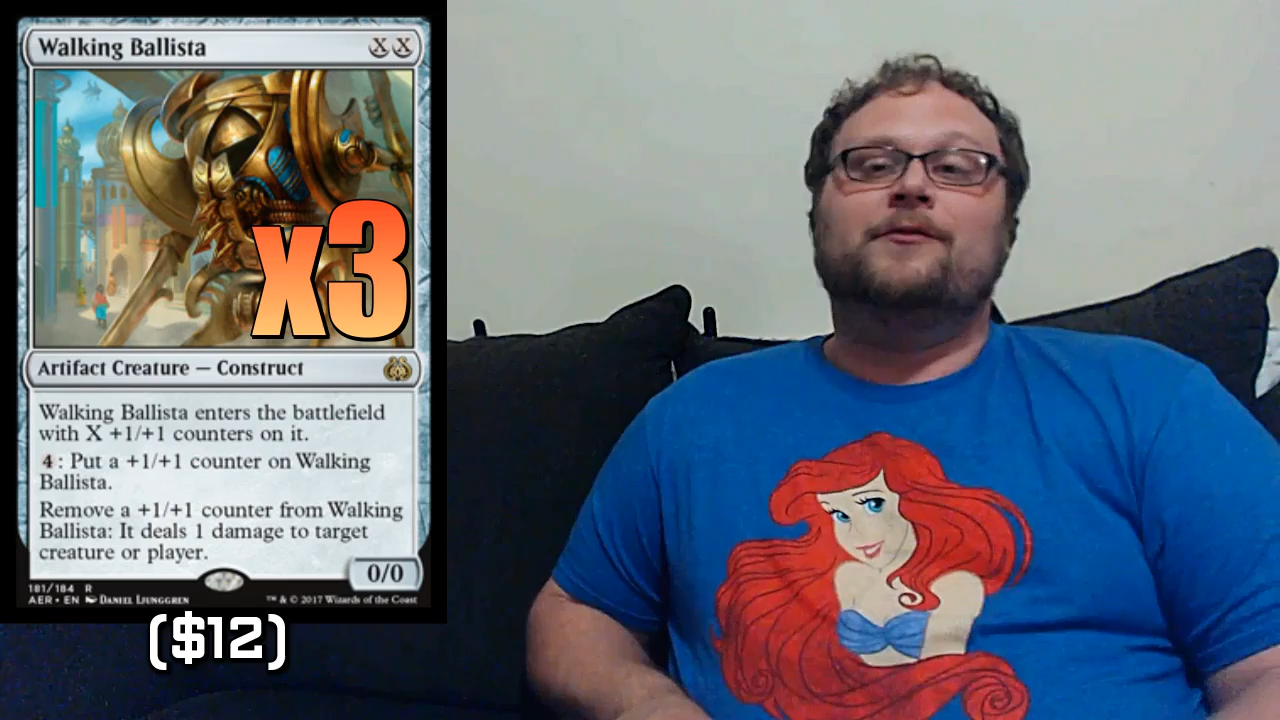 Walking Ballista XX
x3
Artifact Creature — Construct
Walking Ballista enters the battlefield
with X +1/+1 counters on it.
4: Put a +1/+1 counter on Walking
Ballista.
Remove a +1/+1 counter from Walking
Ballista: It deals 1 damage to target
creature or player.
0/0
181/184 R
AER • EN Daniel Ljunggren ™ & © 2017 Wizards of the Coast
($12)